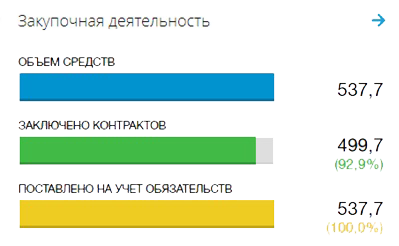 Закупочная деятельность
ОБЪЕМ СРЕДСТВ
537,7
ЗАКЛЮЧЕНО КОНТРАКТОВ
499,7
(92,9%)
ПОСТАВЛЕНО НА УЧЕТ ОБЯЗАТЕЛЬСТВ
537,7
(100,0%)